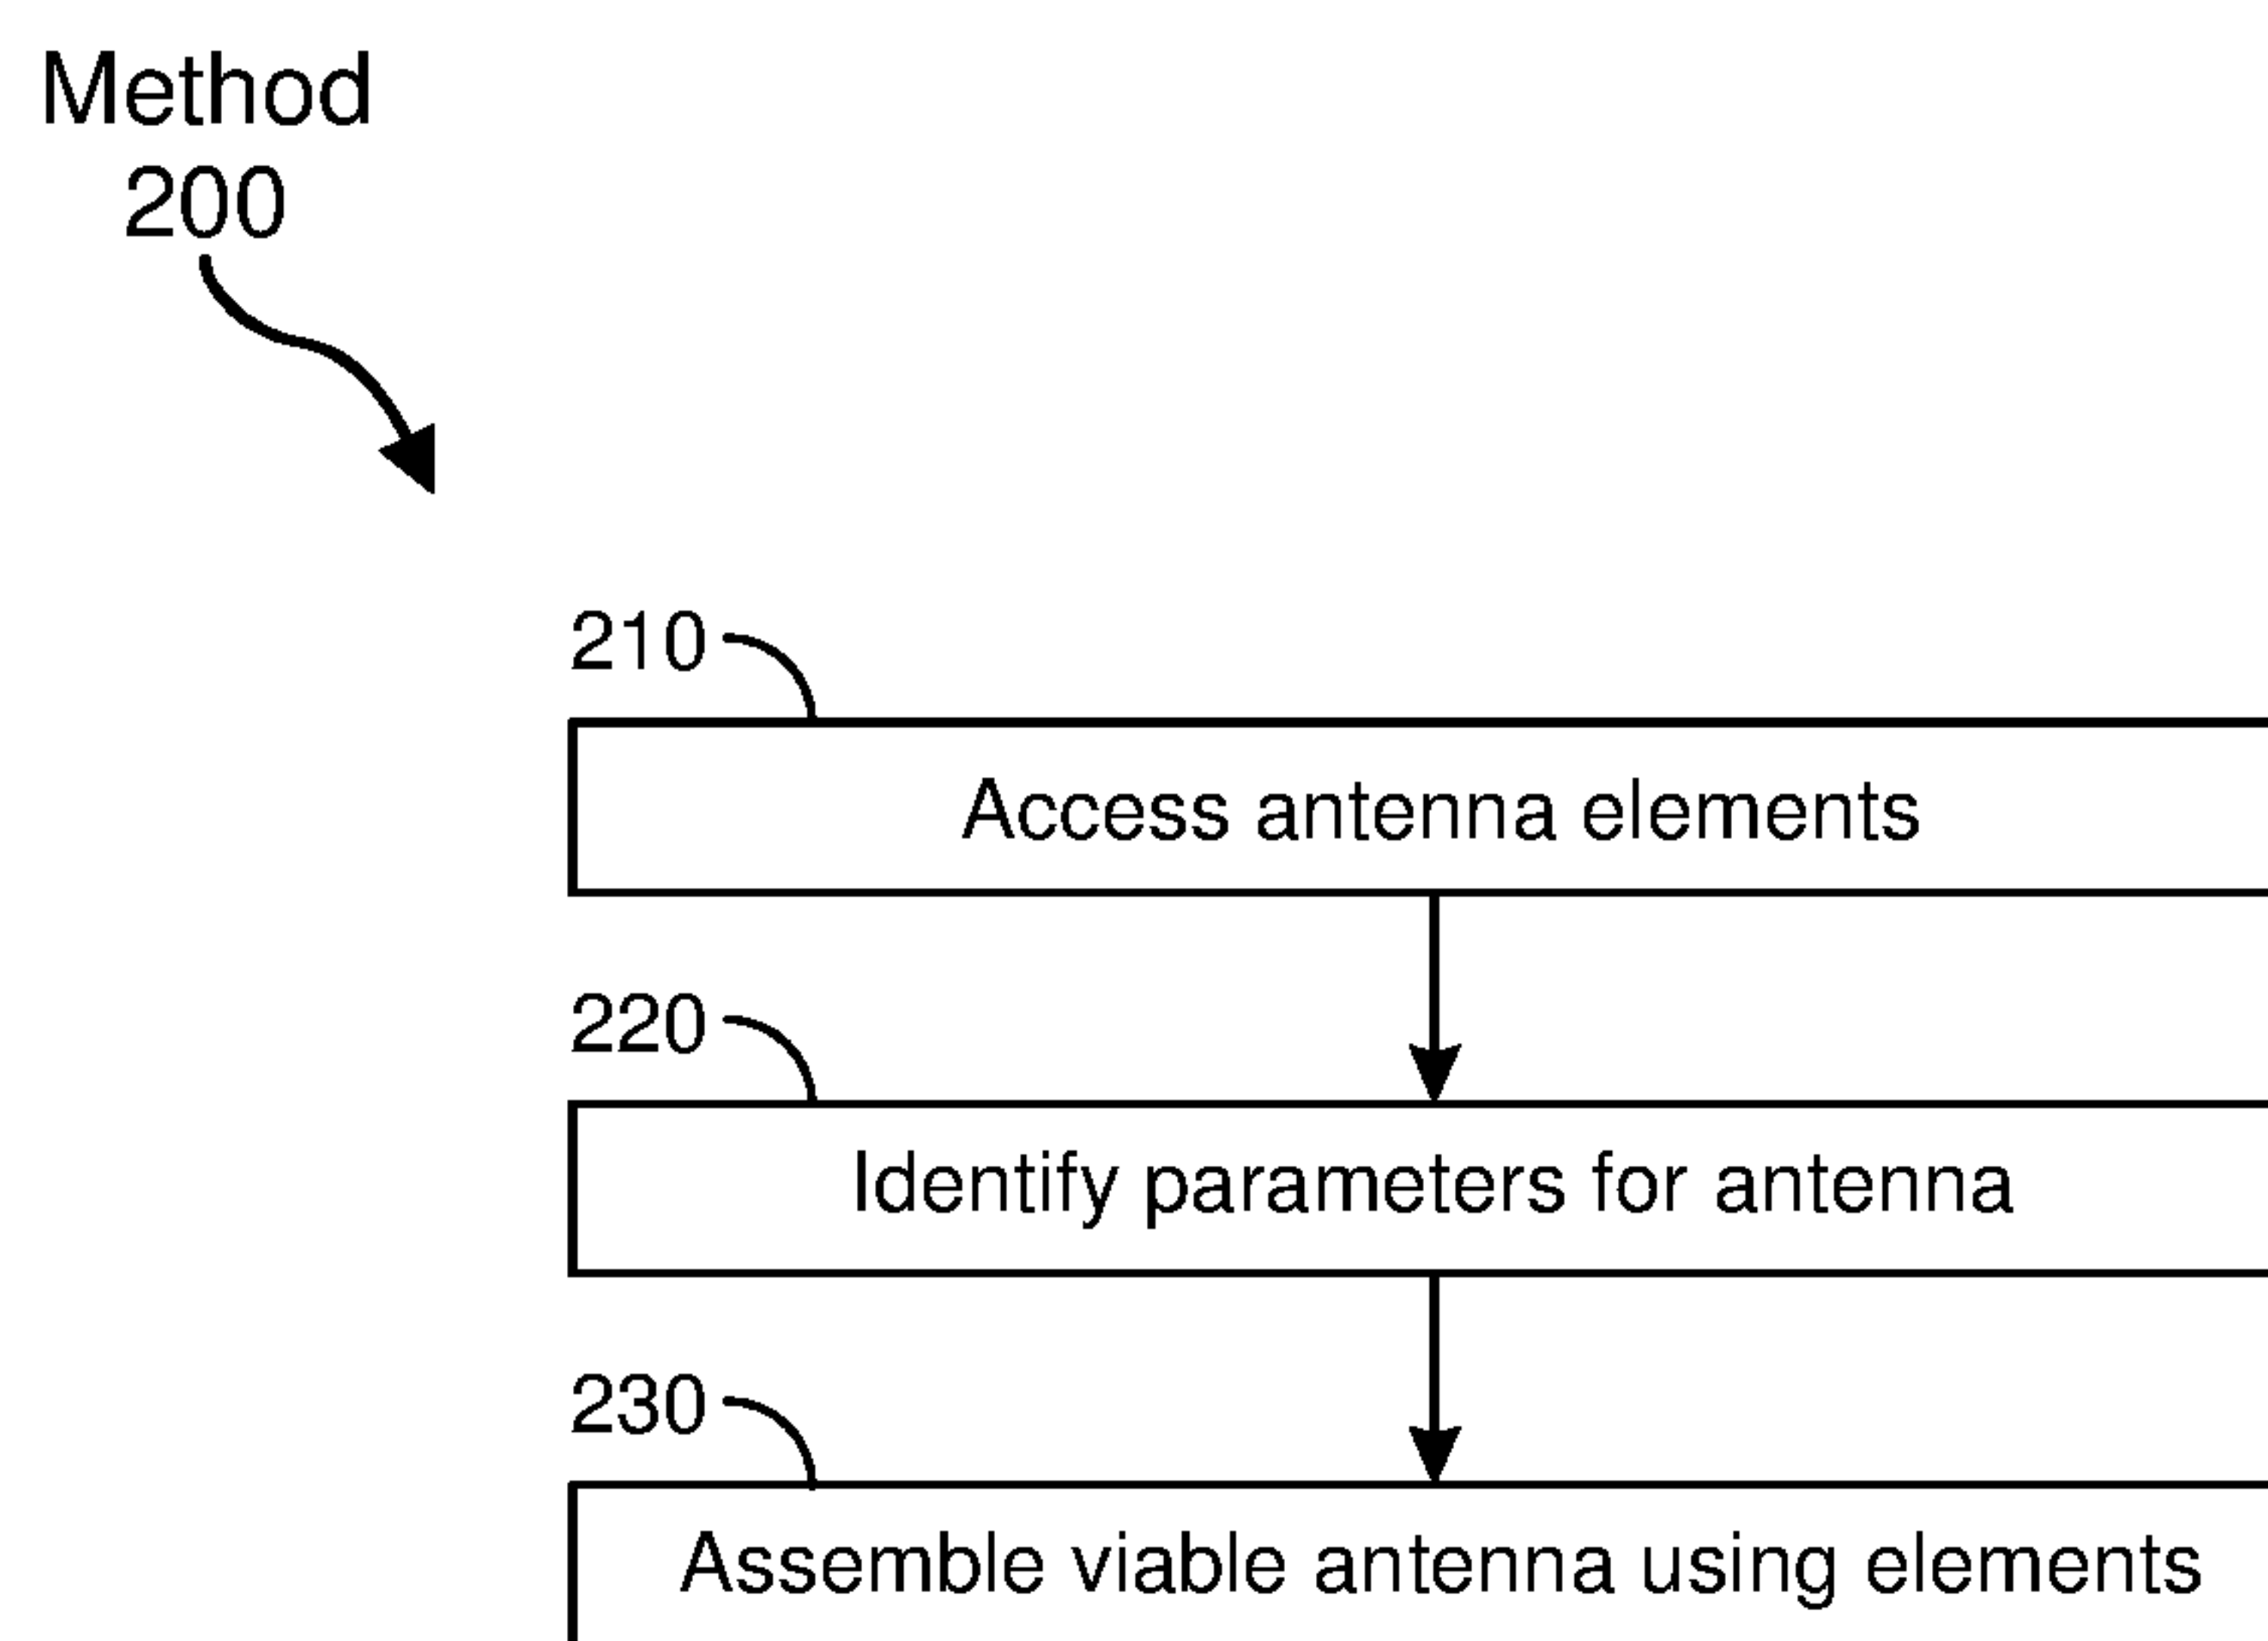 Method
200
210
Access antenna elements
220
Identify parameters for antenna
230
Assemble viable antenna using elements